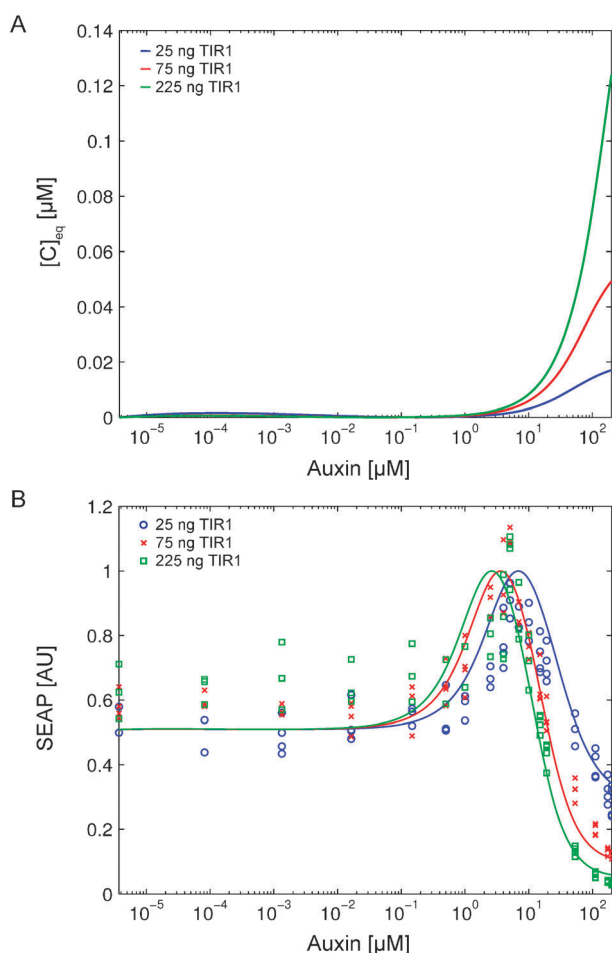 A
0.14
25 ng TIR1
75 ng TIR1
225 ng TIR1
0.12
0.1
0.08
0.06
0.04
0.02
0
[C]eq [µM]
10⁻⁵ 10⁻⁴ 10⁻³ 10⁻² 10⁻¹ 10⁰ 10¹ 10²
Auxin [µM]
B
1.2
25 ng TIR1
75 ng TIR1
225 ng TIR1
1
0.8
0.6
0.4
0.2
0
SEAP [AU]
10⁻⁵ 10⁻⁴ 10⁻³ 10⁻² 10⁻¹ 10⁰ 10¹ 10²
Auxin [µM]